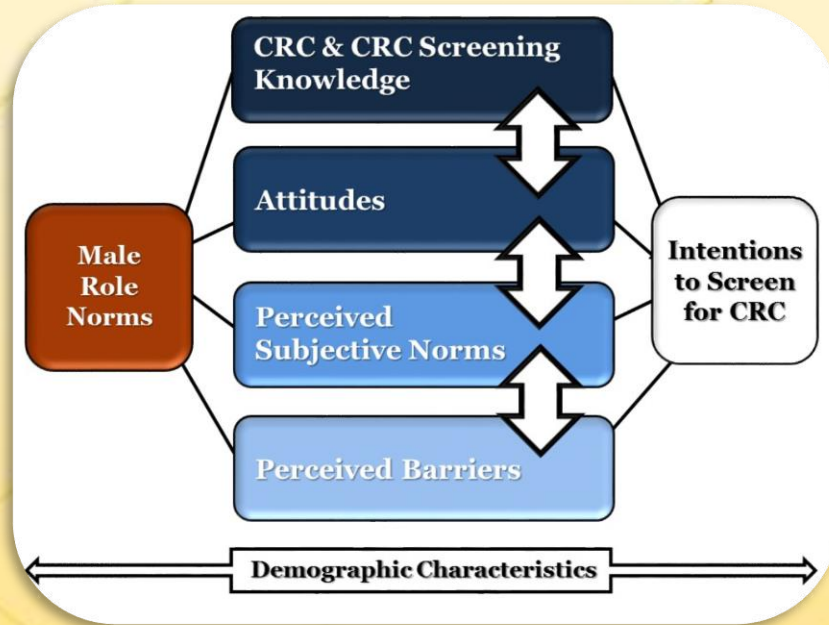 CRC & CRC Screening
Knowledge
Attitudes
Male
Role
Norms
Perceived
Subjective Norms
Intentions
to Screen
for CRC
Perceived Barriers
Demographic Characteristics